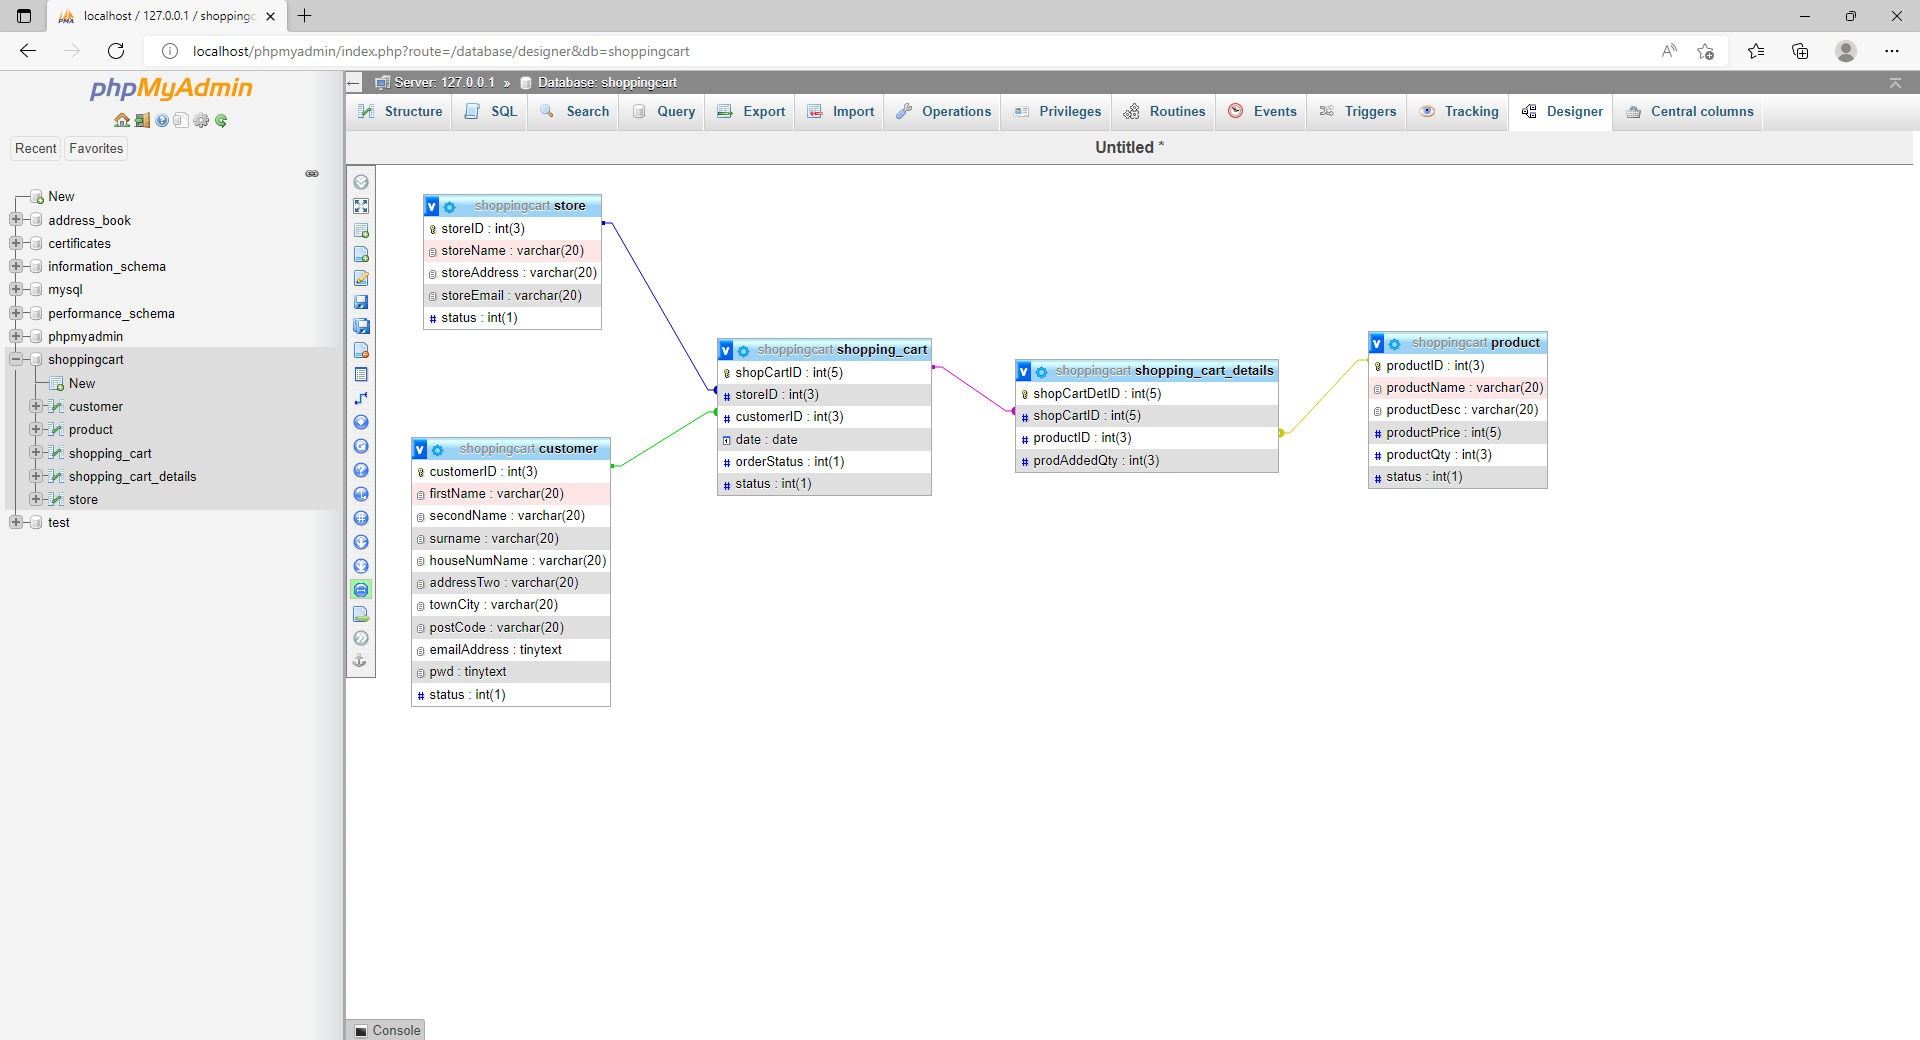 localhost / 127.0.0.1 / shoppingc
localhost/phpmyadmin/index.php?route=/database/designer&db=shoppingcart
phpMyAdmin
Recent
Favorites
New
address_book
certificates
information_schema
mysql
performance_schema
phpmyadmin
shoppingcart
New
customer
product
shopping_cart
shopping_cart_details
store
test
Server: 127.0.0.1 » Database: shoppingcart
Structure SQL Search Query Export Import Operations Privileges Routines Events Triggers Tracking Designer Central columns
Untitled *
v shoppingcart store
storeID : int(3)
storeName : varchar(20)
storeAddress : varchar(20)
storeEmail : varchar(20)
# status : int(1)
v shoppingcart customer
customerID : int(3)
firstName : varchar(20)
secondName : varchar(20)
surname : varchar(20)
houseNumName : varchar(20)
addressTwo : varchar(20)
townCity : varchar(20)
postCode : varchar(20)
emailAddress : tinytext
pwd : tinytext
# status : int(1)
v shoppingcart shopping_cart
shopCartID : int(5)
# storeID : int(3)
# customerID : int(3)
date : date
# orderStatus : int(1)
# status : int(1)
v shoppingcart shopping_cart_details
shopCartDetID : int(5)
# shopCartID : int(5)
# productID : int(3)
# prodAddedQty : int(3)
v shoppingcart product
productID : int(3)
productName : varchar(20)
productDesc : varchar(20)
# productPrice : int(5)
# productQty : int(3)
# status : int(1)
Console